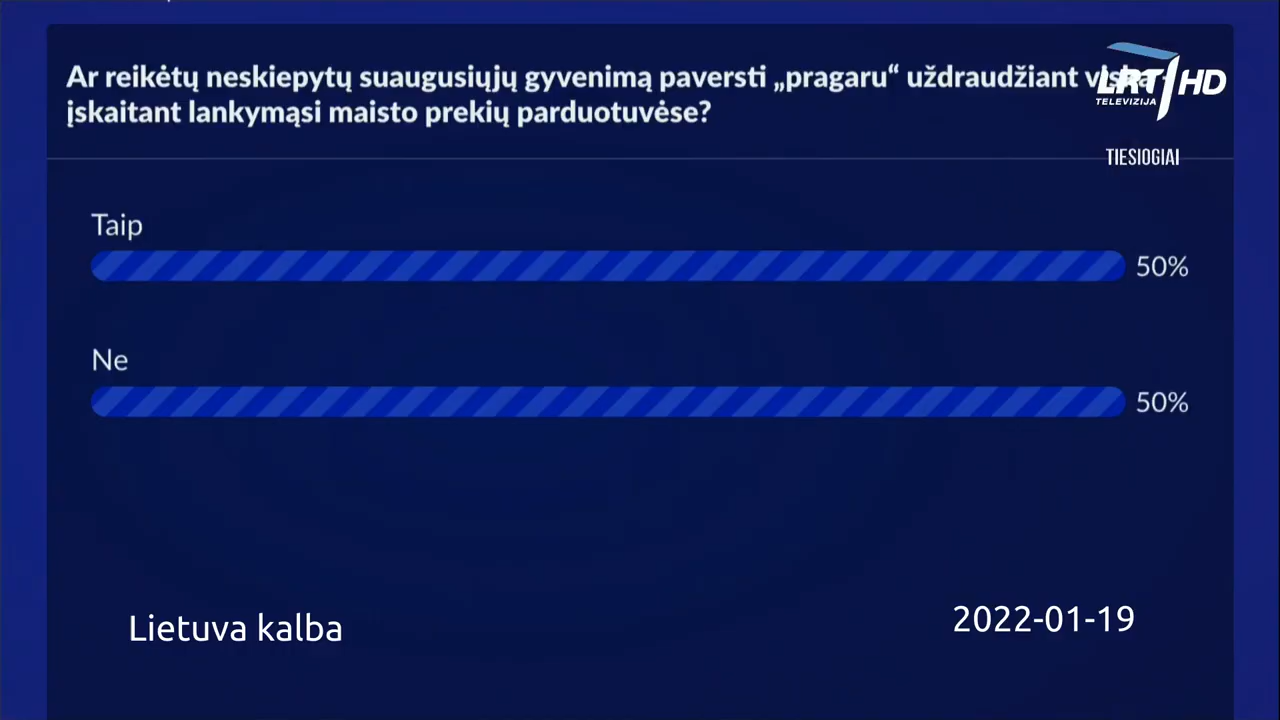 Ar reikėtų neskiepytų suaugusiųjų gyvenimą paversti „pragaru“ uždraudžiant
įskaitant lankymąsi maisto prekių parduotuvėse?
LRT HD
TELEVIZIJA
TIESIOGIAI
Taip
50%
Ne
50%
Lietuva kalba
2022-01-19